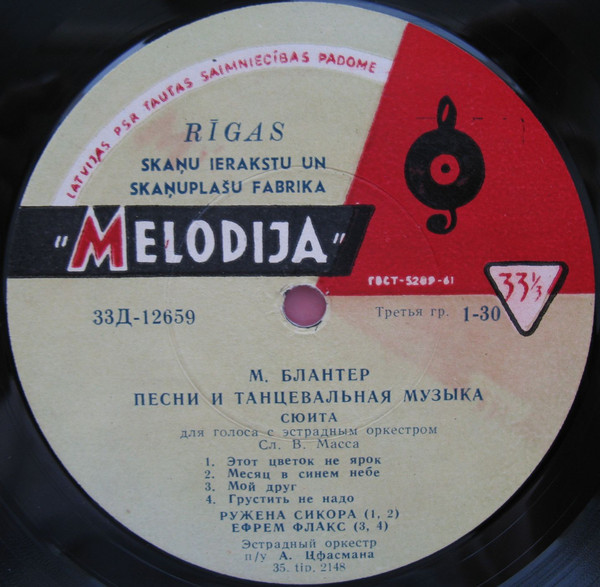 LATVIJAS PSR TAUTAS SAIMNIECĪBAS PADOME
RĪGAS
SKAŅU IERAKSTU UN
SKAŅUPLAŠU FABRIKA
"MELODIJA"
ГОСТ-5289-61
33⅓
33Д-12659
Третья гр. 1-30
М. БЛАНТЕР
ПЕСНИ И ТАНЦЕВАЛЬНАЯ МУЗЫКА
СЮИТА
для голоса с эстрадным оркестром
Сл. В. Масса
1. Этот цветок не ярок
2. Месяц в синем небе
3. Мой друг
4. Грустить не надо
РУЖЕНА СИКОРА (1, 2)
ЕФРЕМ ФЛАКС (3, 4)
Эстрадный оркестр
п/у А. Цфасмана
35. tip. 2148